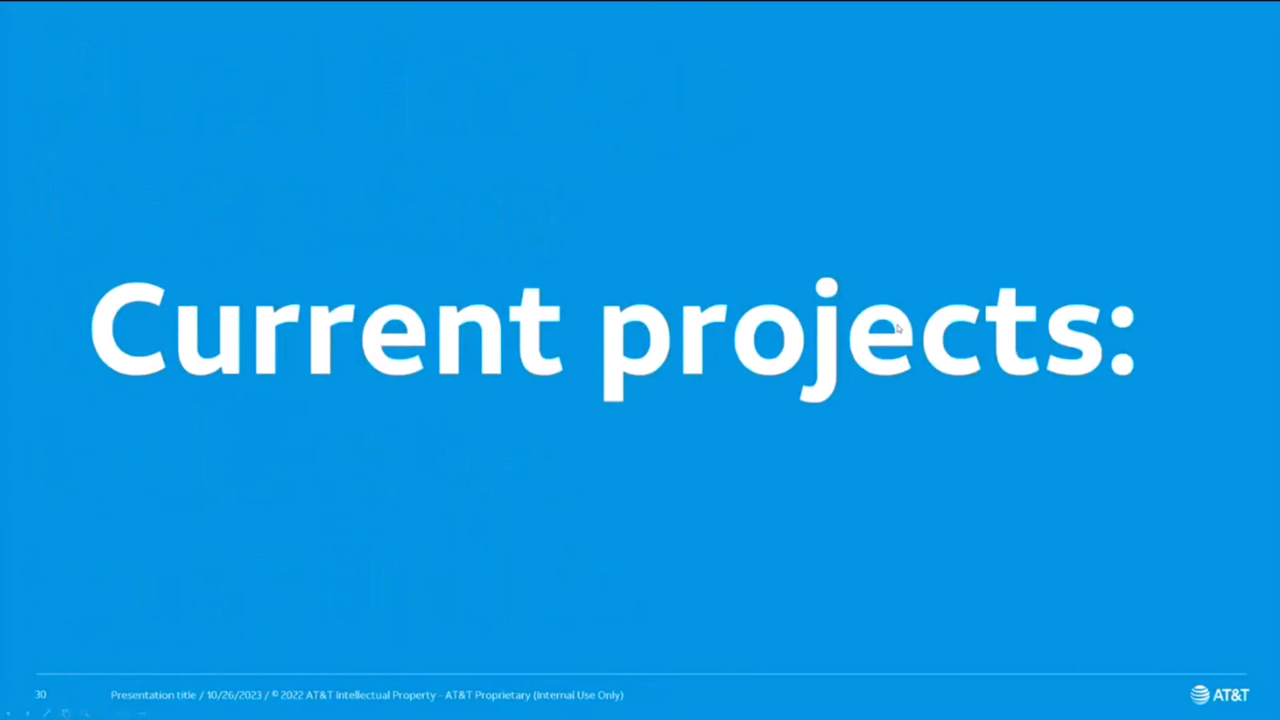 Current projects:
30
Presentation title / 10/26/2023 / © 2022 AT&T Intellectual Property - AT&T Proprietary (Internal Use Only)
AT&T